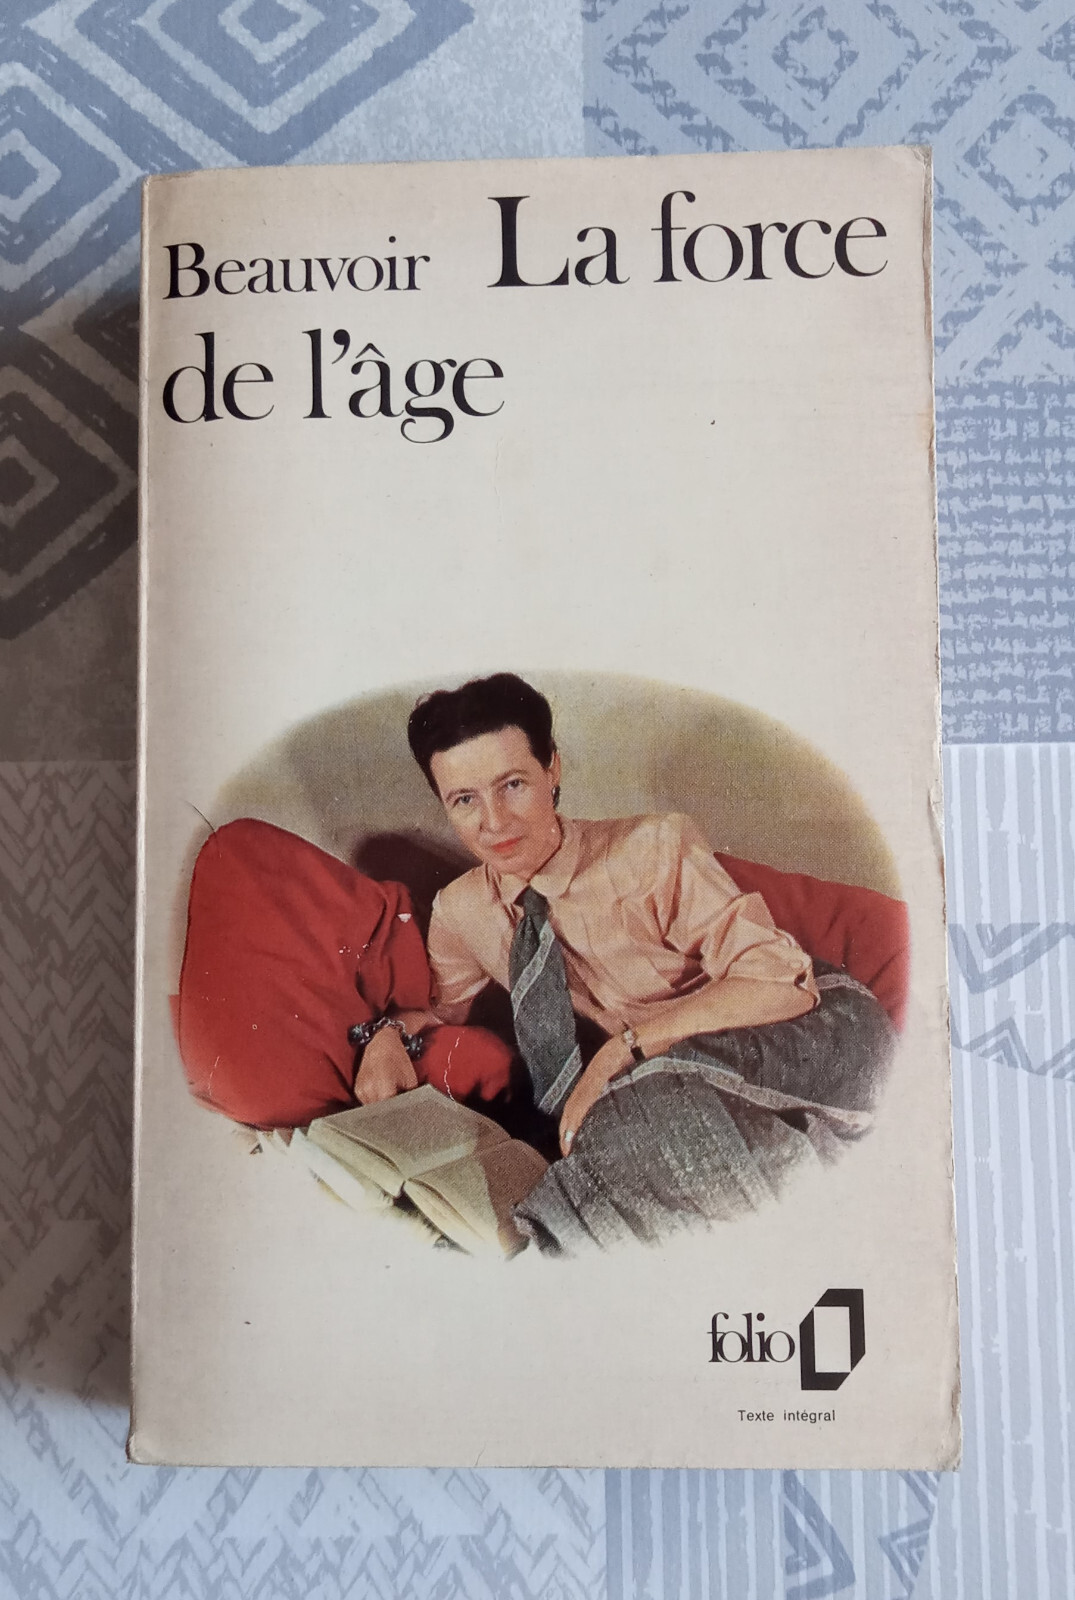 Beauvoir La force
de l'âge
folio
Texte intégral